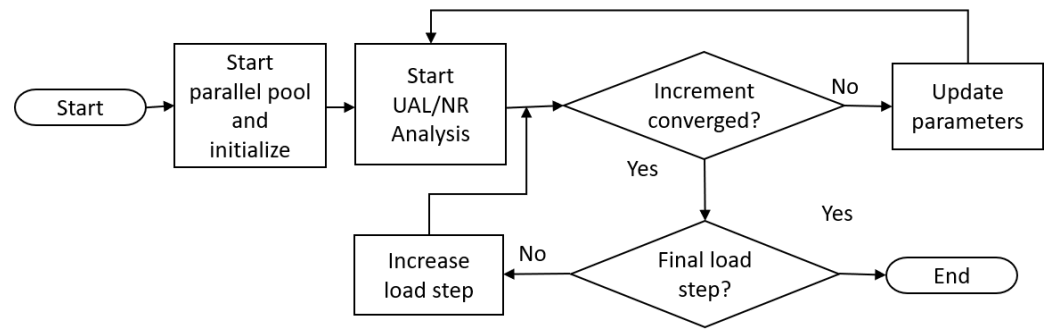 Start
Start
parallel pool
and
initialize
Start
UAL/NR
Analysis
Increment
converged?
No
Update
parameters
Yes
Yes
Increase
load step
No
Final load
step?
End